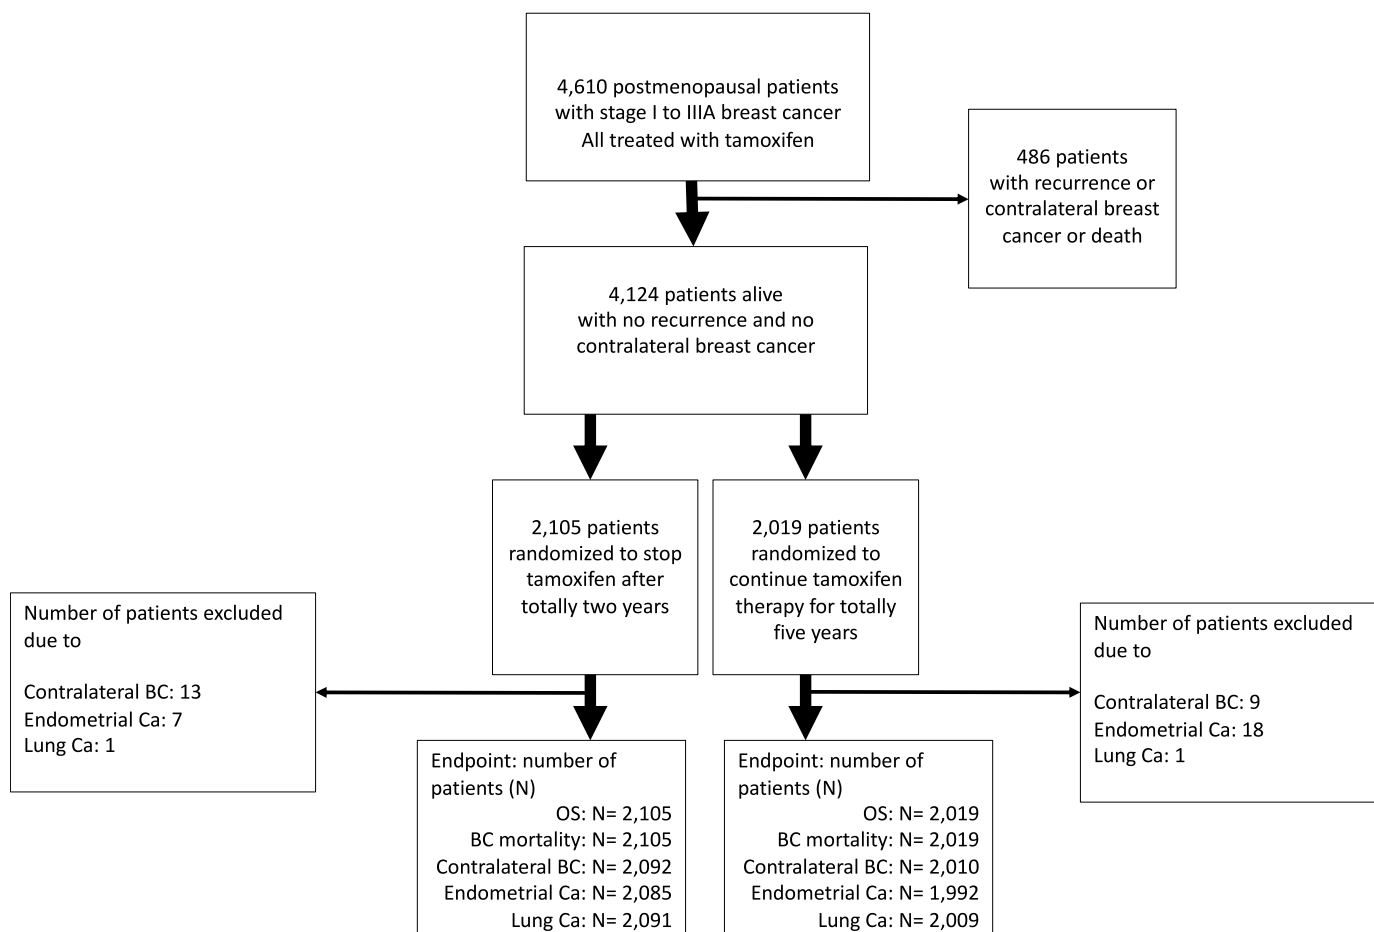 4,610 postmenopausal patients
with stage I to IIIA breast cancer
All treated with tamoxifen
486 patients
with recurrence or
contralateral breast
cancer or death
4,124 patients alive
with no recurrence and no
contralateral breast cancer
2,105 patients
randomized to stop
tamoxifen after
totally two years
2,019 patients
randomized to
continue tamoxifen
therapy for totally
five years
Number of patients excluded
due to
Contralateral BC: 13
Endometrial Ca: 7
Lung Ca: 1
Number of patients excluded
due to
Contralateral BC: 9
Endometrial Ca: 18
Lung Ca: 1
Endpoint: number of
patients (N)
OS: N= 2,105
BC mortality: N= 2,105
Contralateral BC: N= 2,092
Endometrial Ca: N= 2,085
Lung Ca: N= 2,091
Endpoint: number of
patients (N)
OS: N= 2,019
BC mortality: N= 2,019
Contralateral BC: N= 2,010
Endometrial Ca: N= 1,992
Lung Ca: N= 2,009